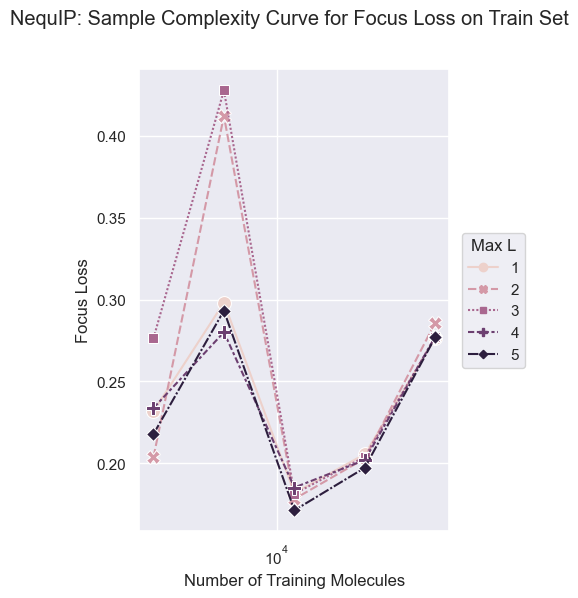 NequIP: Sample Complexity Curve for Focus Loss on Train Set
0.40
0.35
0.30
0.25
0.20
Focus Loss
10^4
Number of Training Molecules
Max L
1
2
3
4
5